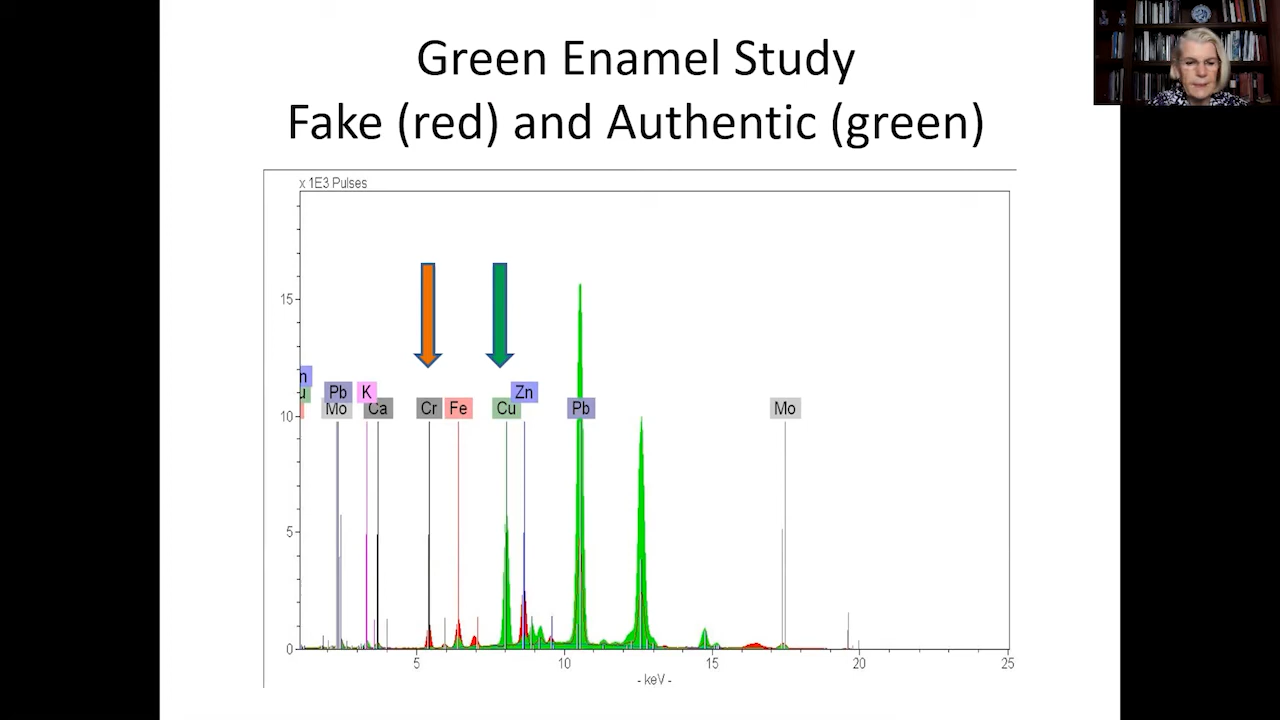 Green Enamel Study
Fake (red) and Authentic (green)
x 1E3 Pulses
15
10
5
0
n
u
Pb
K
Zn
Mo
Ca
Cr
Fe
Cu
Pb
Mo
5
10
15
20
25
- keV -